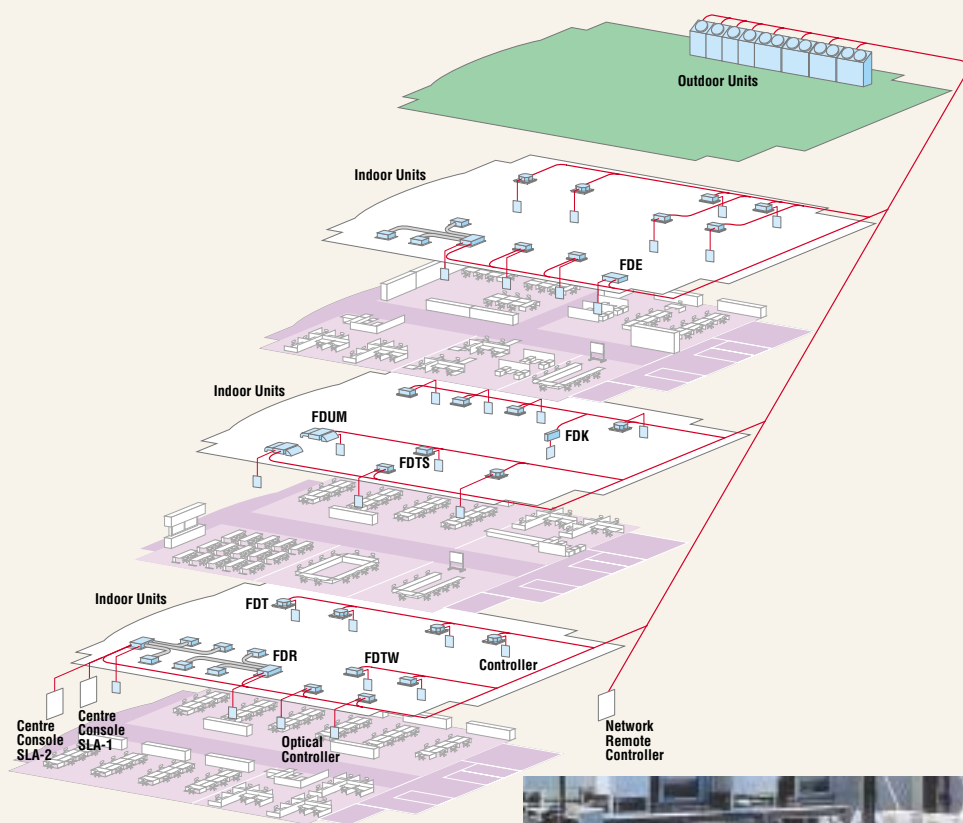 Outdoor Units
Indoor Units
FDE
Indoor Units
FDUM
FDK
FDTS
Indoor Units
FDT
FDR
Controller
FDTW
Centre
Console
SLA-2
Centre
Console
SLA-1
Optical
Controller
Network
Remote
Controller